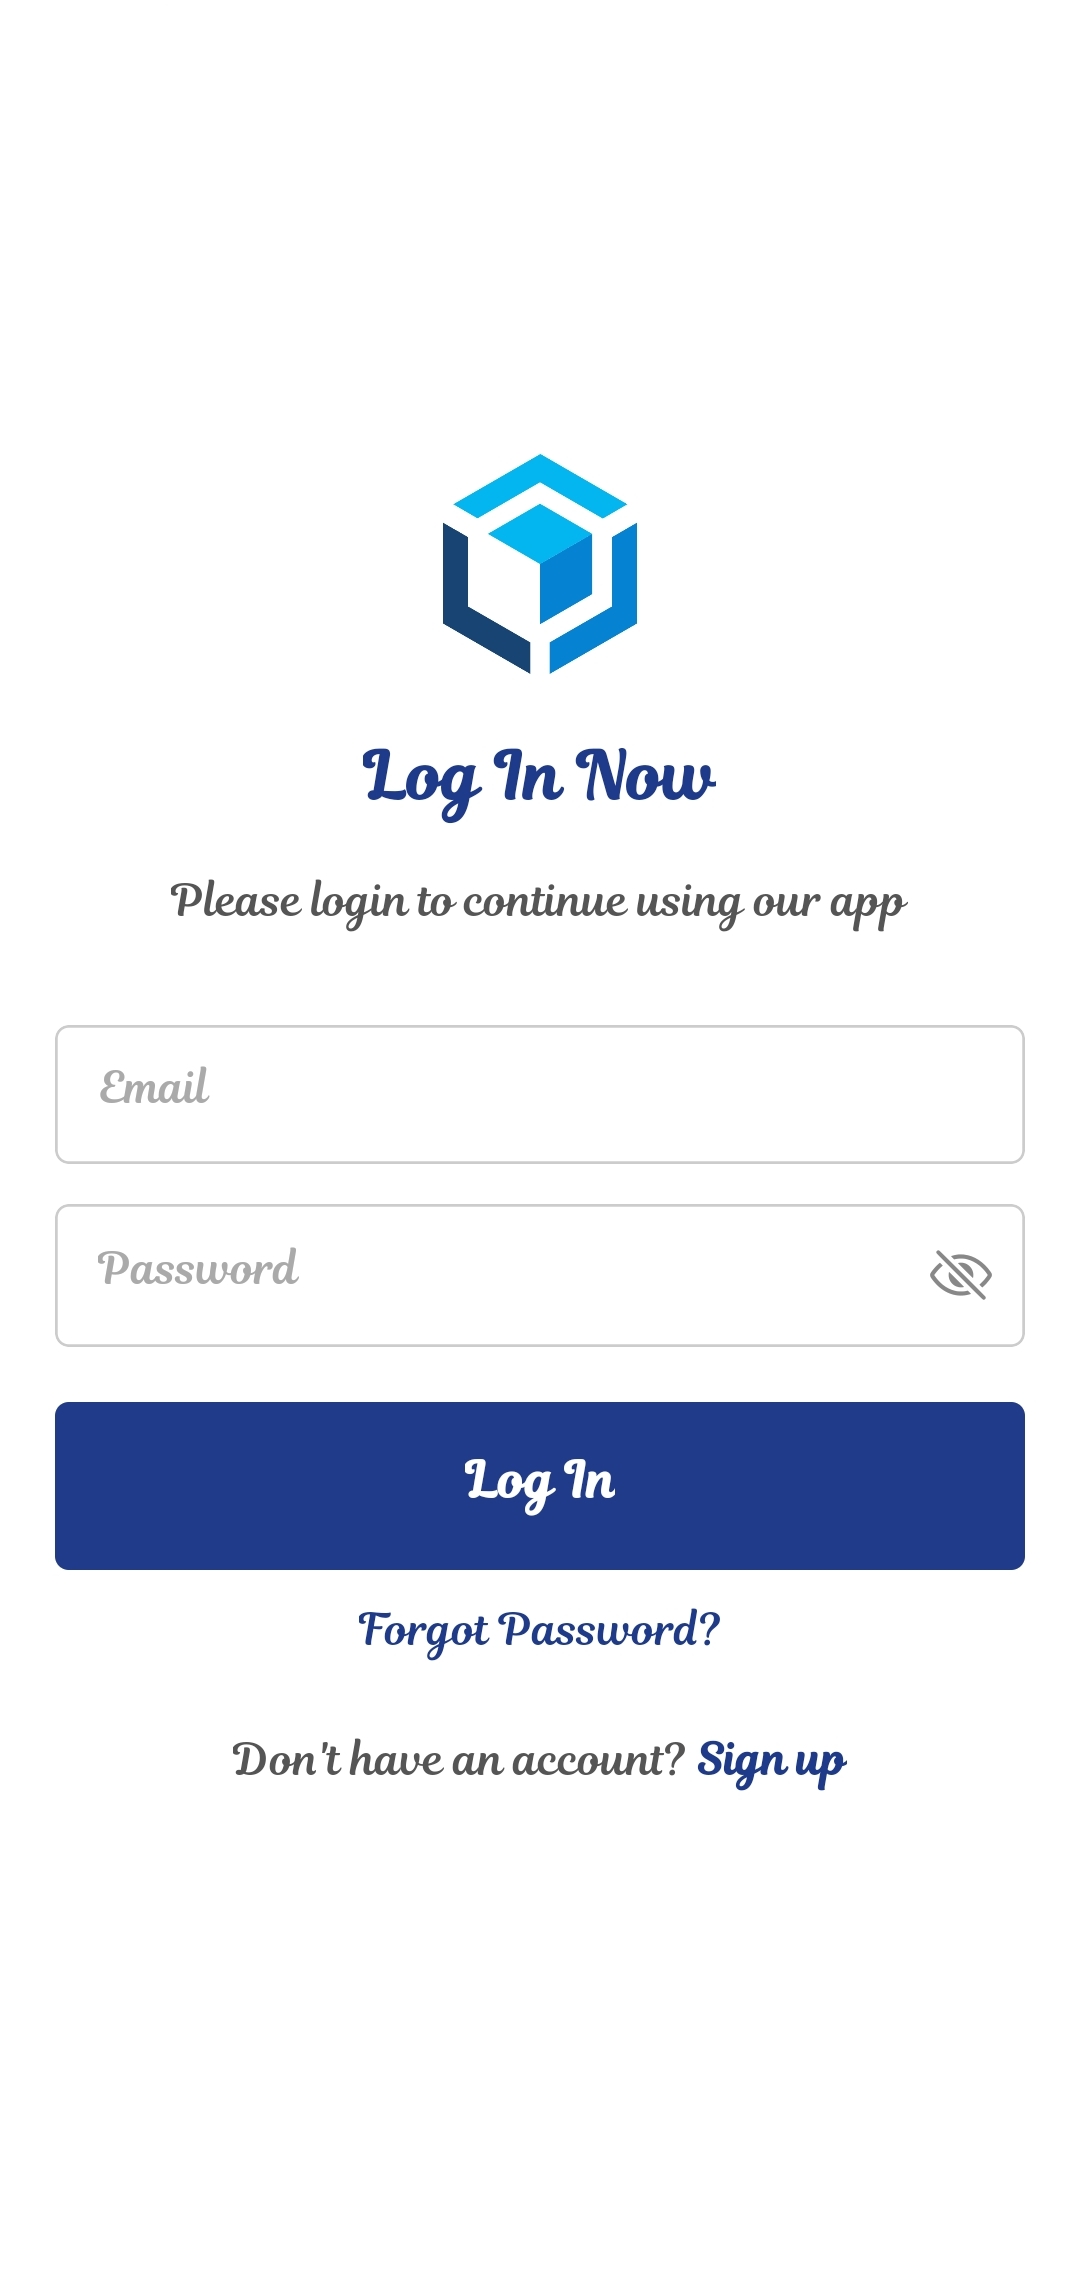 Log In Now
Please login to continue using our app
Email
Password
Log In
Forgot Password?
Don't have an account? Sign up